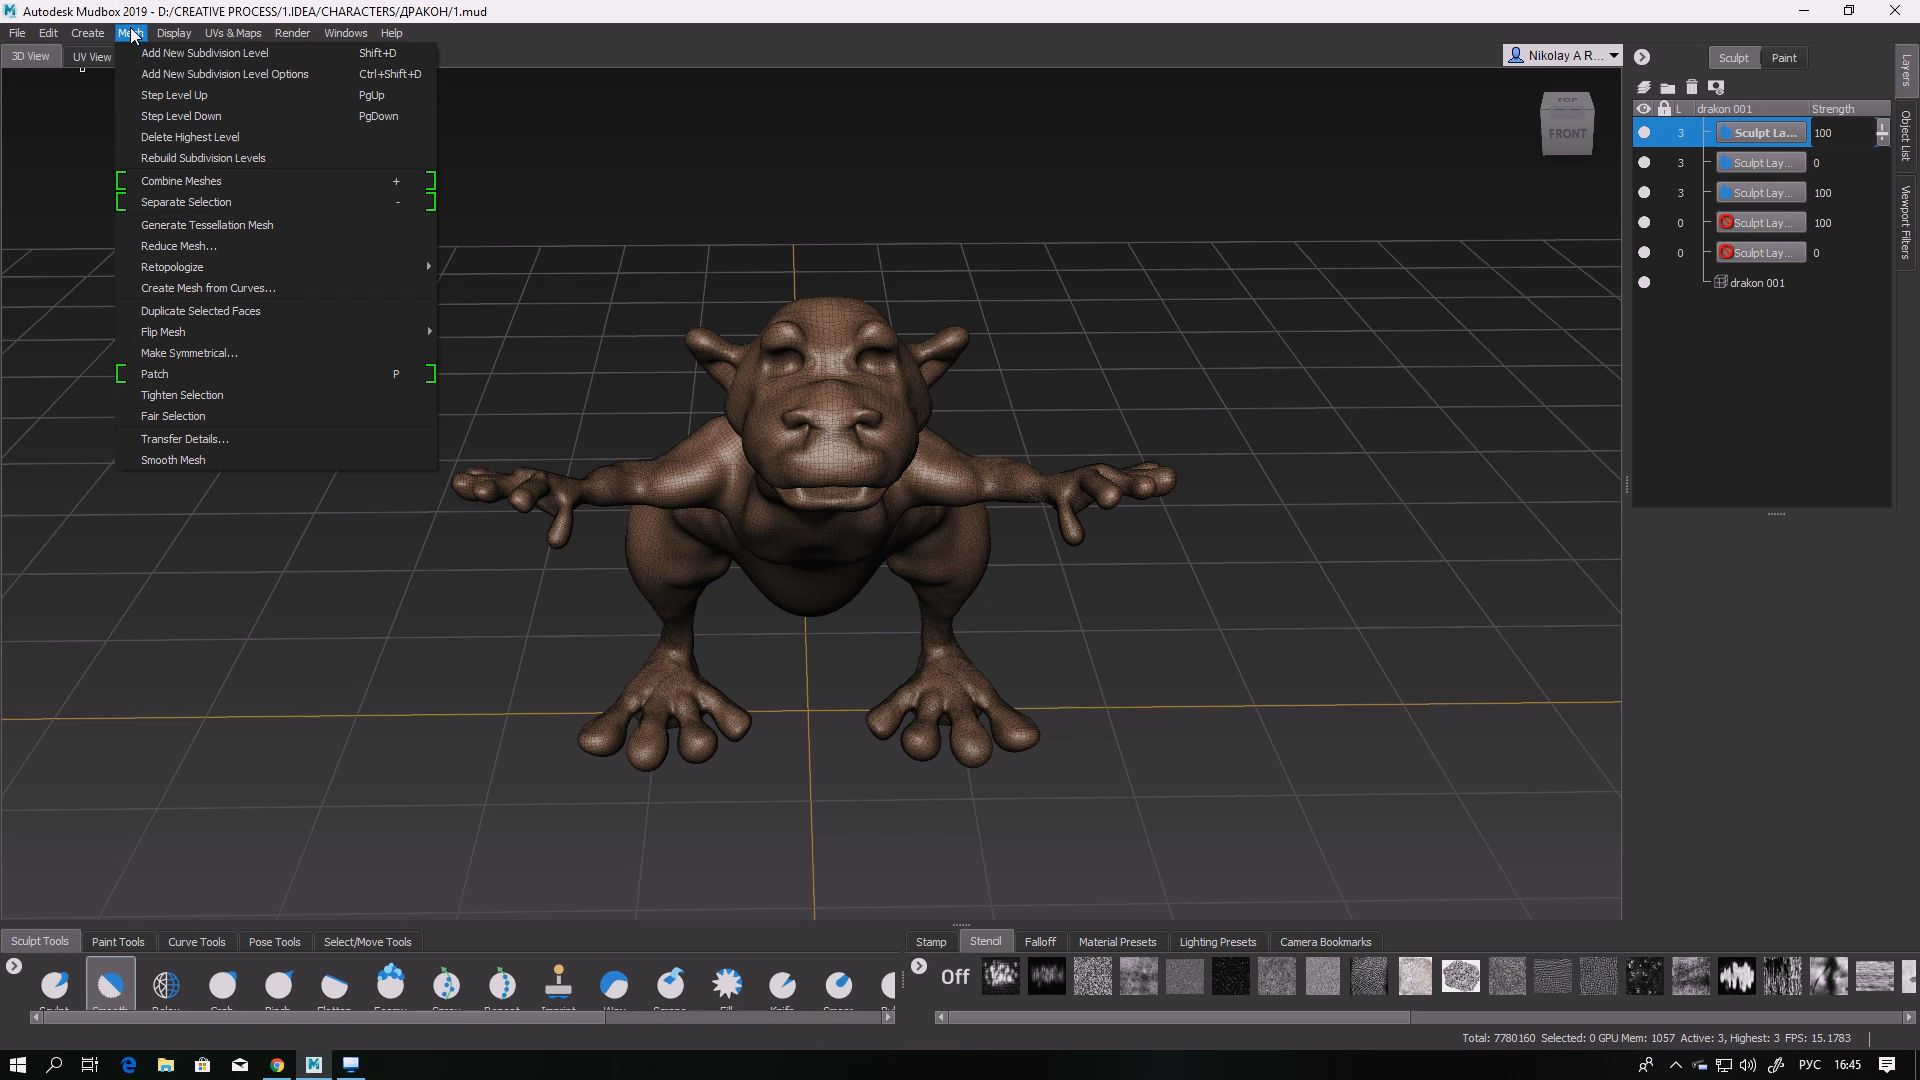 Autodesk Mudbox 2019 - D:/CREATIVE PROCESS/1.IDEA/CHARACTERS/ДРАКОН/1.mud
File Edit Create Mesh Display UVs & Maps Render Windows Help
3D View UV View
Nikolay A R...
Add New Subdivision Level Shift+D
Add New Subdivision Level Options Ctrl+Shift+D
Step Level Up PgUp
Step Level Down PgDown
Delete Highest Level
Rebuild Subdivision Levels
Combine Meshes +
Separate Selection -
Generate Tessellation Mesh
Reduce Mesh...
Retopologize
Create Mesh from Curves...
Duplicate Selected Faces
Flip Mesh
Make Symmetrical...
Patch P
Tighten Selection
Fair Selection
Transfer Details...
Smooth Mesh
TOP
FRONT
Sculpt Paint
L drakon 001 Strength
3 Sculpt La... 100
3 Sculpt Lay... 0
3 Sculpt Lay... 100
0 Sculpt Lay... 100
0 Sculpt Lay... 0
drakon 001
Layers
Object List
Viewport Filters
Sculpt Tools Paint Tools Curve Tools Pose Tools Select/Move Tools
Stamp Stencil Falloff Material Presets Lighting Presets Camera Bookmarks
Off
Total: 7780160 Selected: 0 GPU Mem: 1057 Active: 3, Highest: 3 FPS: 15.1783
РУС 16:45